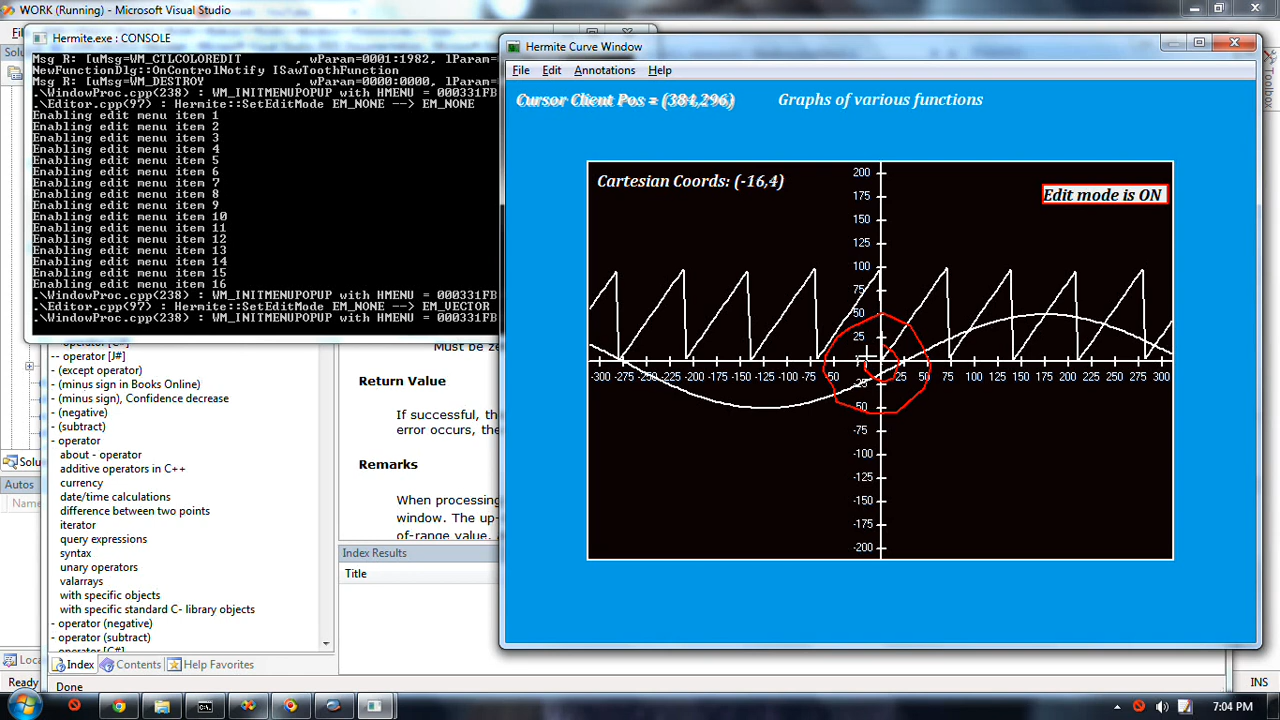 WORK (Running) - Microsoft Visual Studio
Hermite.exe : CONSOLE
Msg R: [uMsg=WM_CTLCOLOREDIT , wParam=0001:1982, lParam=
NewFunctionDlg::OnControlNotify ISawToothFunction
Msg R: [uMsg=WM_DESTROY wParam=0000:0000, lParam=
.\WindowProc.cpp(238) : WM_INITMENUPOPUP with HMENU = 000331FB
.\Editor.cpp(97) : Hermite::SetEditMode EM_NONE --> EM_NONE
Enabling edit menu item 1
Enabling edit menu item 2
Enabling edit menu item 3
Enabling edit menu item 4
Enabling edit menu item 5
Enabling edit menu item 6
Enabling edit menu item 7
Enabling edit menu item 8
Enabling edit menu item 9
Enabling edit menu item 10
Enabling edit menu item 11
Enabling edit menu item 12
Enabling edit menu item 13
Enabling edit menu item 14
Enabling edit menu item 15
Enabling edit menu item 16
.\WindowProc.cpp(238) : WM_INITMENUPOPUP with HMENU = 000331FB
.\Editor.cpp(97) : Hermite::SetEditMode EM_NONE --> EM_VECTOR
.\WindowProc.cpp(238) : WM_INITMENUPOPUP with HMENU = 000331FB
-- operator [J#]
(except operator)
(minus sign in Books Online)
(minus sign), Confidence decrease
(negative)
(subtract)
operator
about - operator
additive operators in C++
currency
date/time calculations
difference between two points
iterator
query expressions
syntax
unary operators
valarrays
with specific objects
with specific standard C- library objects
- operator (negative)
- operator (subtract)
Index
Contents
Help Favorites
Done
Must be ze
Return Value
If successful, th
error occurs, the
Remarks
When processing
window. The up-
of-range value.
Index Results
Title
Solu
Autos
Name
Loca
Ready
INS
Toolbox
Hermite Curve Window
File Edit Annotations Help
Cursor Client Pos = (384,296)
Graphs of various functions
Cartesian Coords: (-16,4)
Edit mode is ON
200
175
150
125
100
75
50
25
-300 -275 -250 -225 -200 -175 -150 -125 -100 -75 50 25 50 75 100 125 150 175 200 225 250 275 300
-25
50
-75
-100
-125
-150
-175
-200
7:04 PM